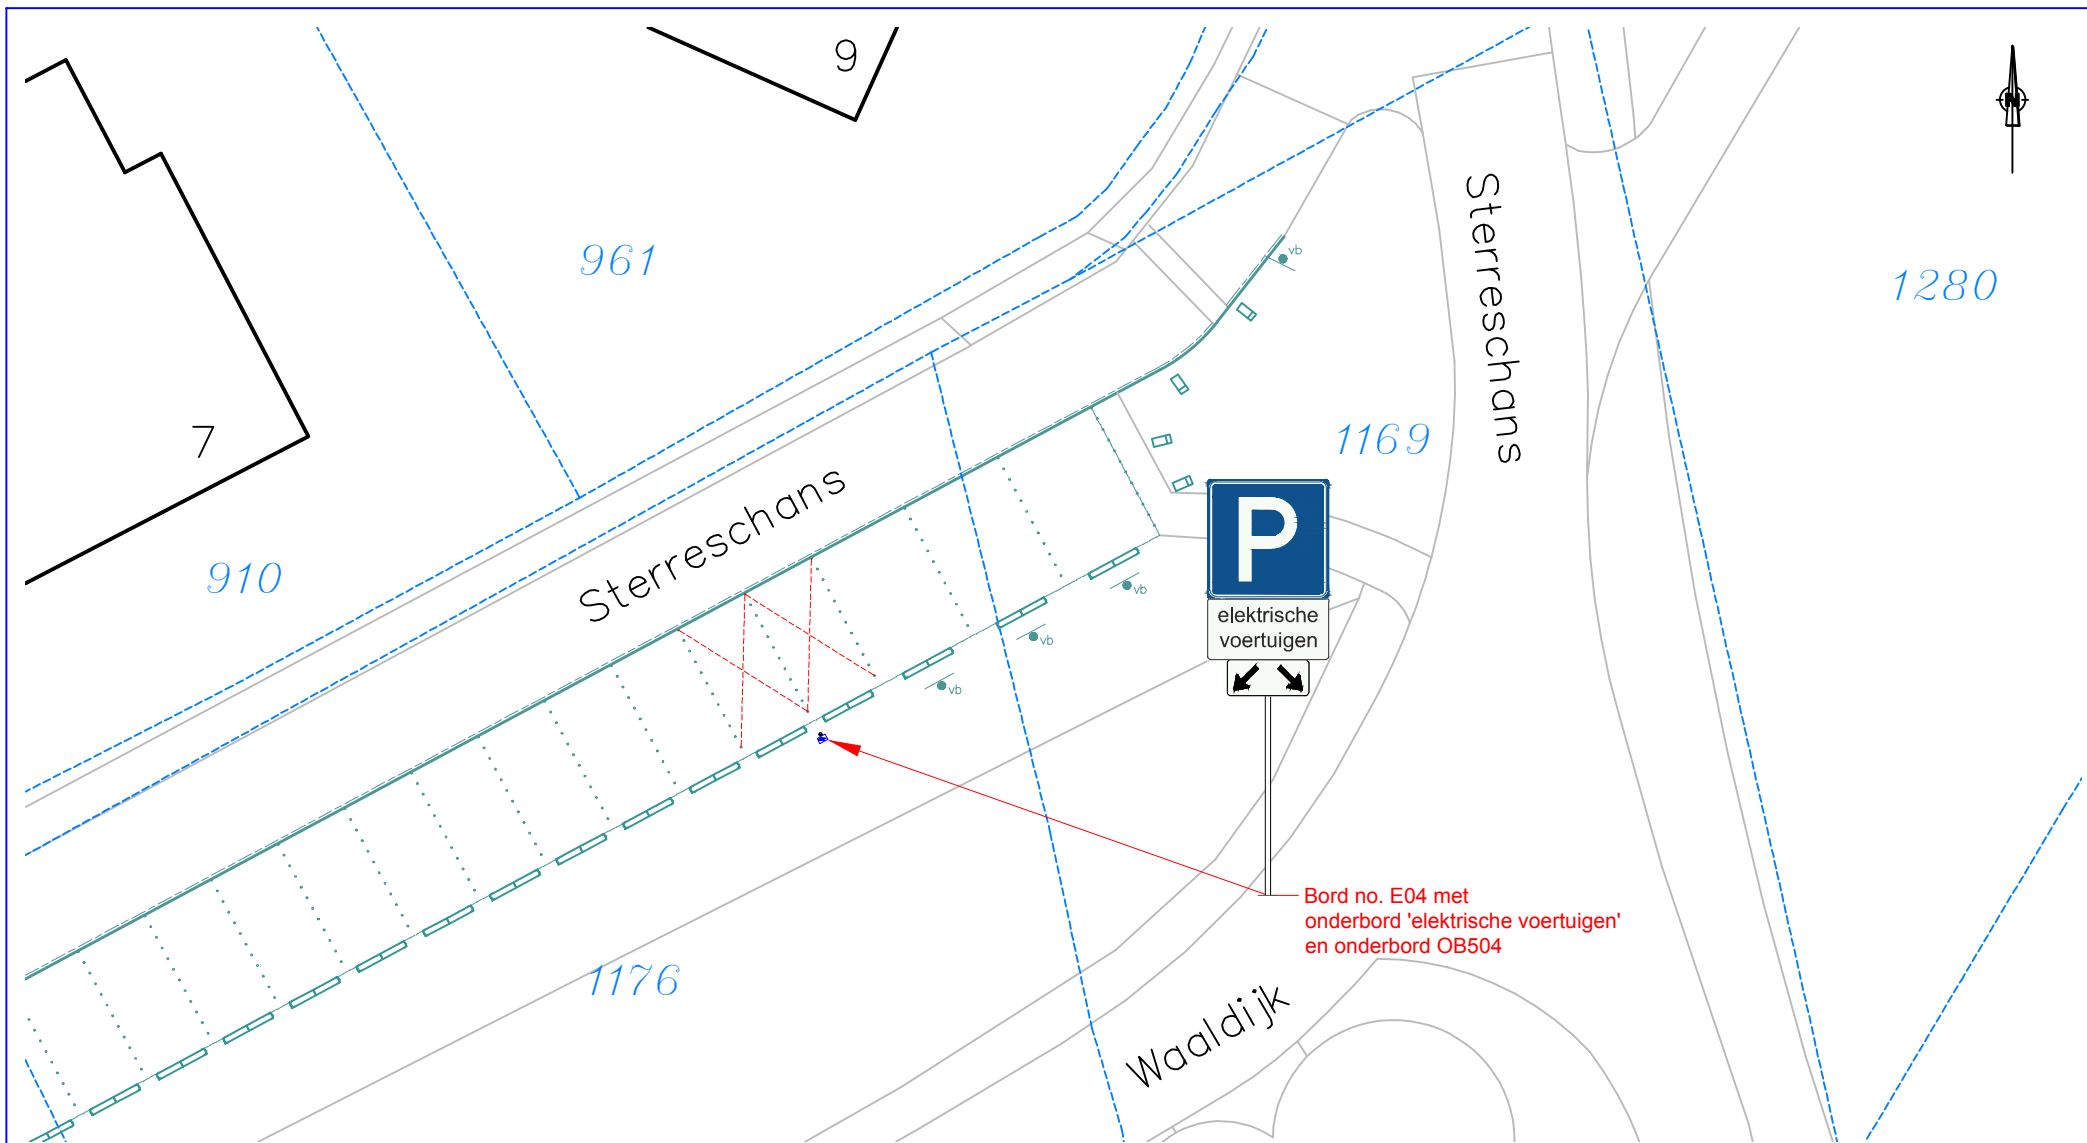 9
N
Sterreschans
961
1280
vb
7
1169
Sterreschans
P
910
elektrische
voertuigen
vb
vb
vb
Bord no. E04 met
onderbord 'elektrische voertuigen'
en onderbord OB504
1176
Waaldijk